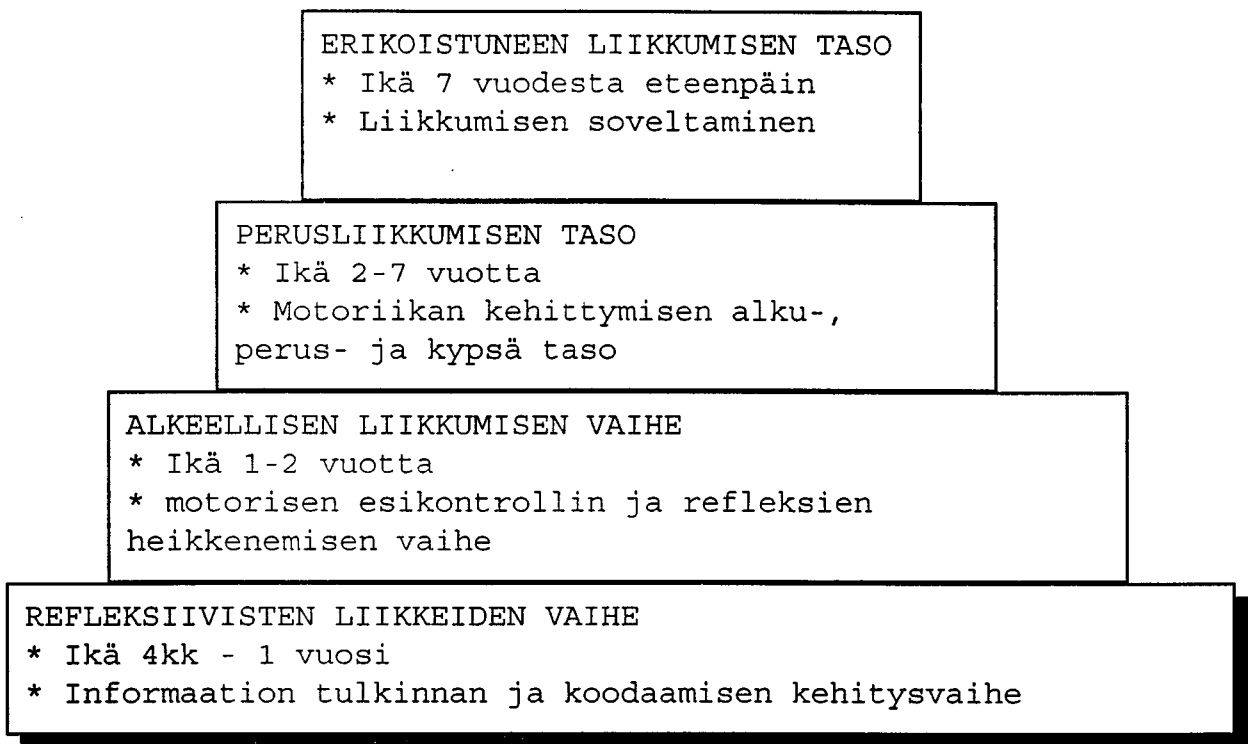 ERIKOISTUNEEN LIIKKUMISEN TASO
* Ikä 7 vuodesta eteenpäin
* Liikkumisen soveltaminen
PERUSLIIKKUMISEN TASO
* Ikä 2-7 vuotta
* Motoriikan kehittymisen alku-,
perus- ja kypsä taso
ALKEELLISEN LIIKKUMISEN VAIHE
* Ikä 1-2 vuotta
* motorisen esikontrollin ja refleksien
heikkenemisen vaihe
REFLEKSIIVISTEN LIIKKEIDEN VAIHE
* Ikä 4kk - 1 vuosi
* Informaation tulkinnan ja koodaamisen kehitysvaihe